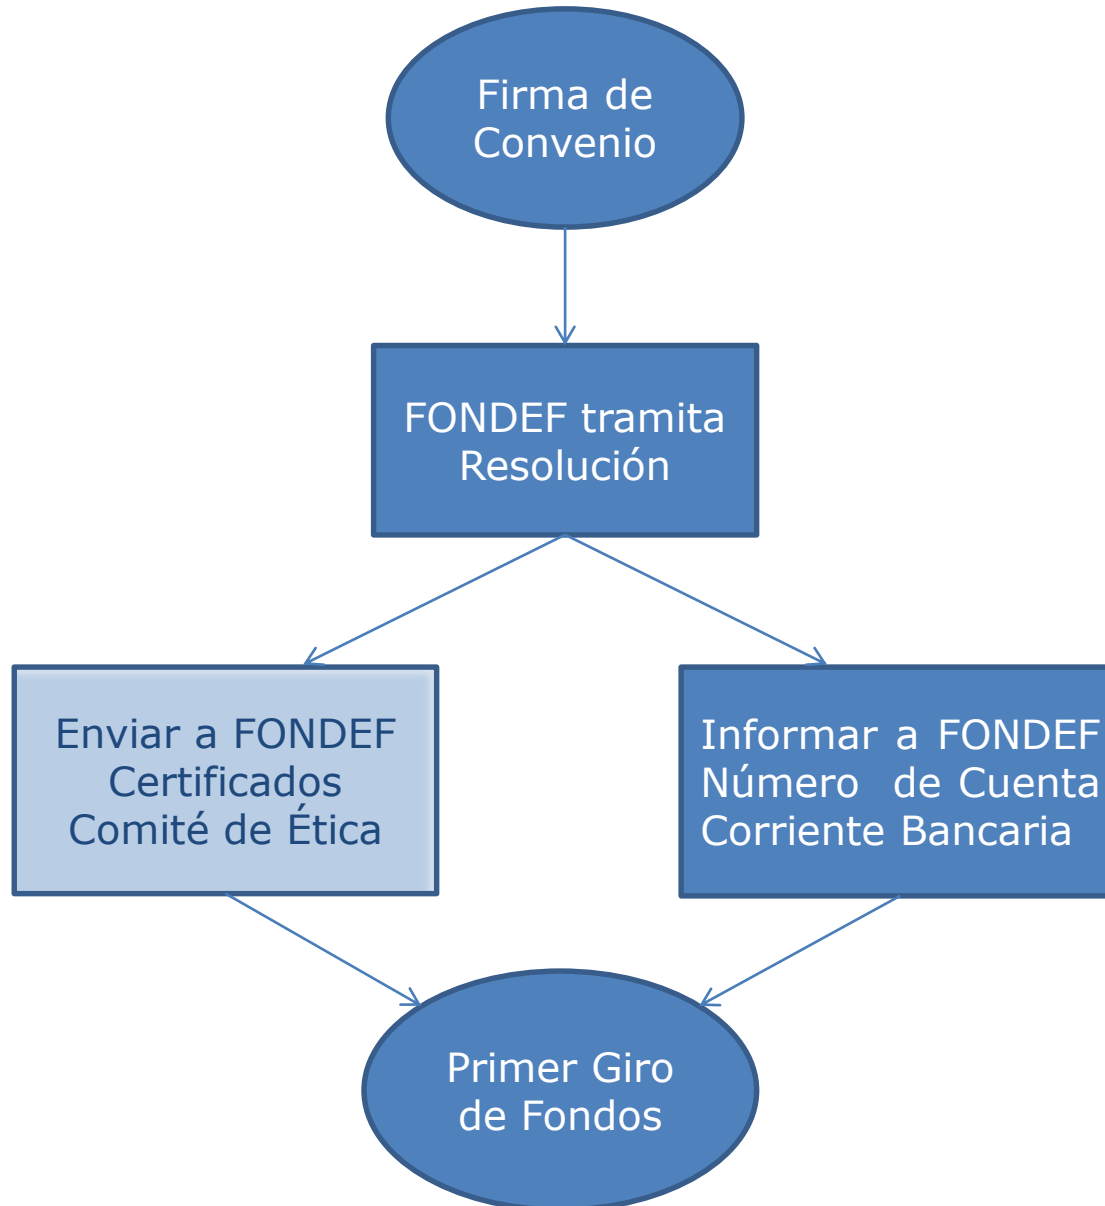 Firma de
Convenio
FONDEF tramita
Resolución
Enviar a FONDEF
Certificados
Comité de Ética
Informar a FONDEF
Número de Cuenta
Corriente Bancaria
Primer Giro
de Fondos